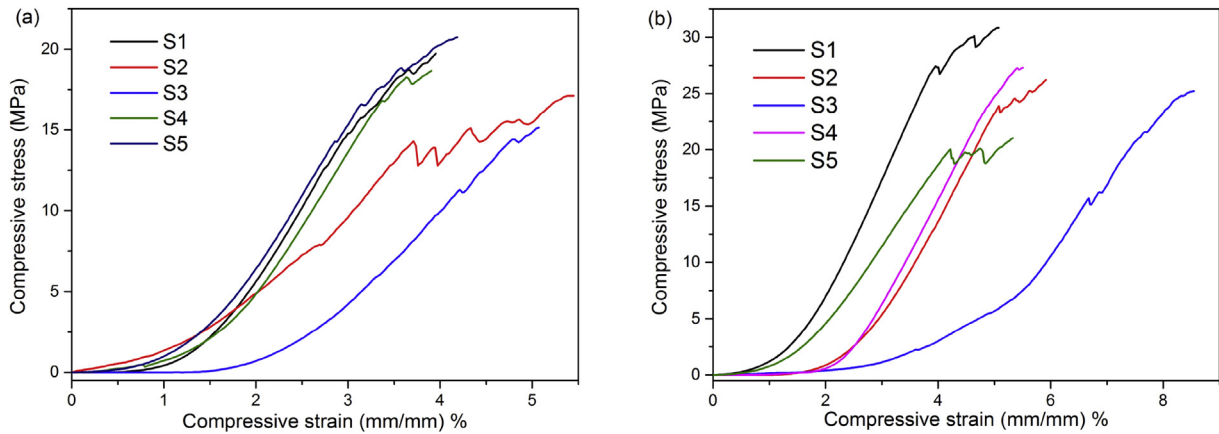 (a)
S1
S2
S3
S4
S5
20
15
10
5
0
Compressive stress (MPa)
0 1 2 3 4 5
Compressive strain (mm/mm) %
(b)
S1
S2
S3
S4
S5
30
25
20
15
10
5
0
Compressive stress (MPa)
0 2 4 6 8
Compressive strain (mm/mm) %